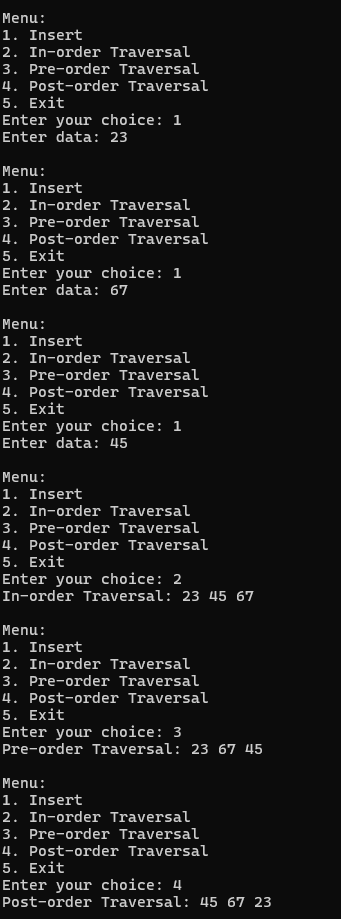 Menu:
1. Insert
2. In-order Traversal
3. Pre-order Traversal
4. Post-order Traversal
5. Exit
Enter your choice: 1
Enter data: 23

Menu:
1. Insert
2. In-order Traversal
3. Pre-order Traversal
4. Post-order Traversal
5. Exit
Enter your choice: 1
Enter data: 67

Menu:
1. Insert
2. In-order Traversal
3. Pre-order Traversal
4. Post-order Traversal
5. Exit
Enter your choice: 1
Enter data: 45

Menu:
1. Insert
2. In-order Traversal
3. Pre-order Traversal
4. Post-order Traversal
5. Exit
Enter your choice: 2
In-order Traversal: 23 45 67

Menu:
1. Insert
2. In-order Traversal
3. Pre-order Traversal
4. Post-order Traversal
5. Exit
Enter your choice: 3
Pre-order Traversal: 23 67 45

Menu:
1. Insert
2. In-order Traversal
3. Pre-order Traversal
4. Post-order Traversal
5. Exit
Enter your choice: 4
Post-order Traversal: 45 67 23